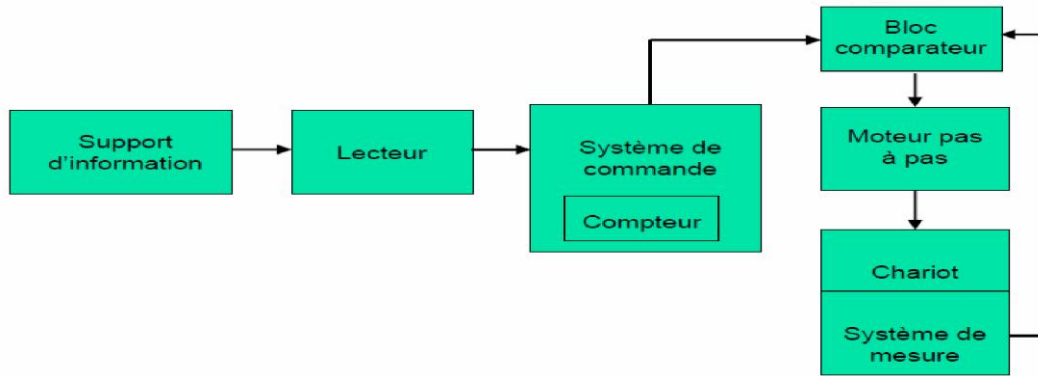 Support
d'information
Lecteur
Système de
commande
Compteur
Bloc
comparateur
Moteur pas
à pas
Chariot
Système de
mesure